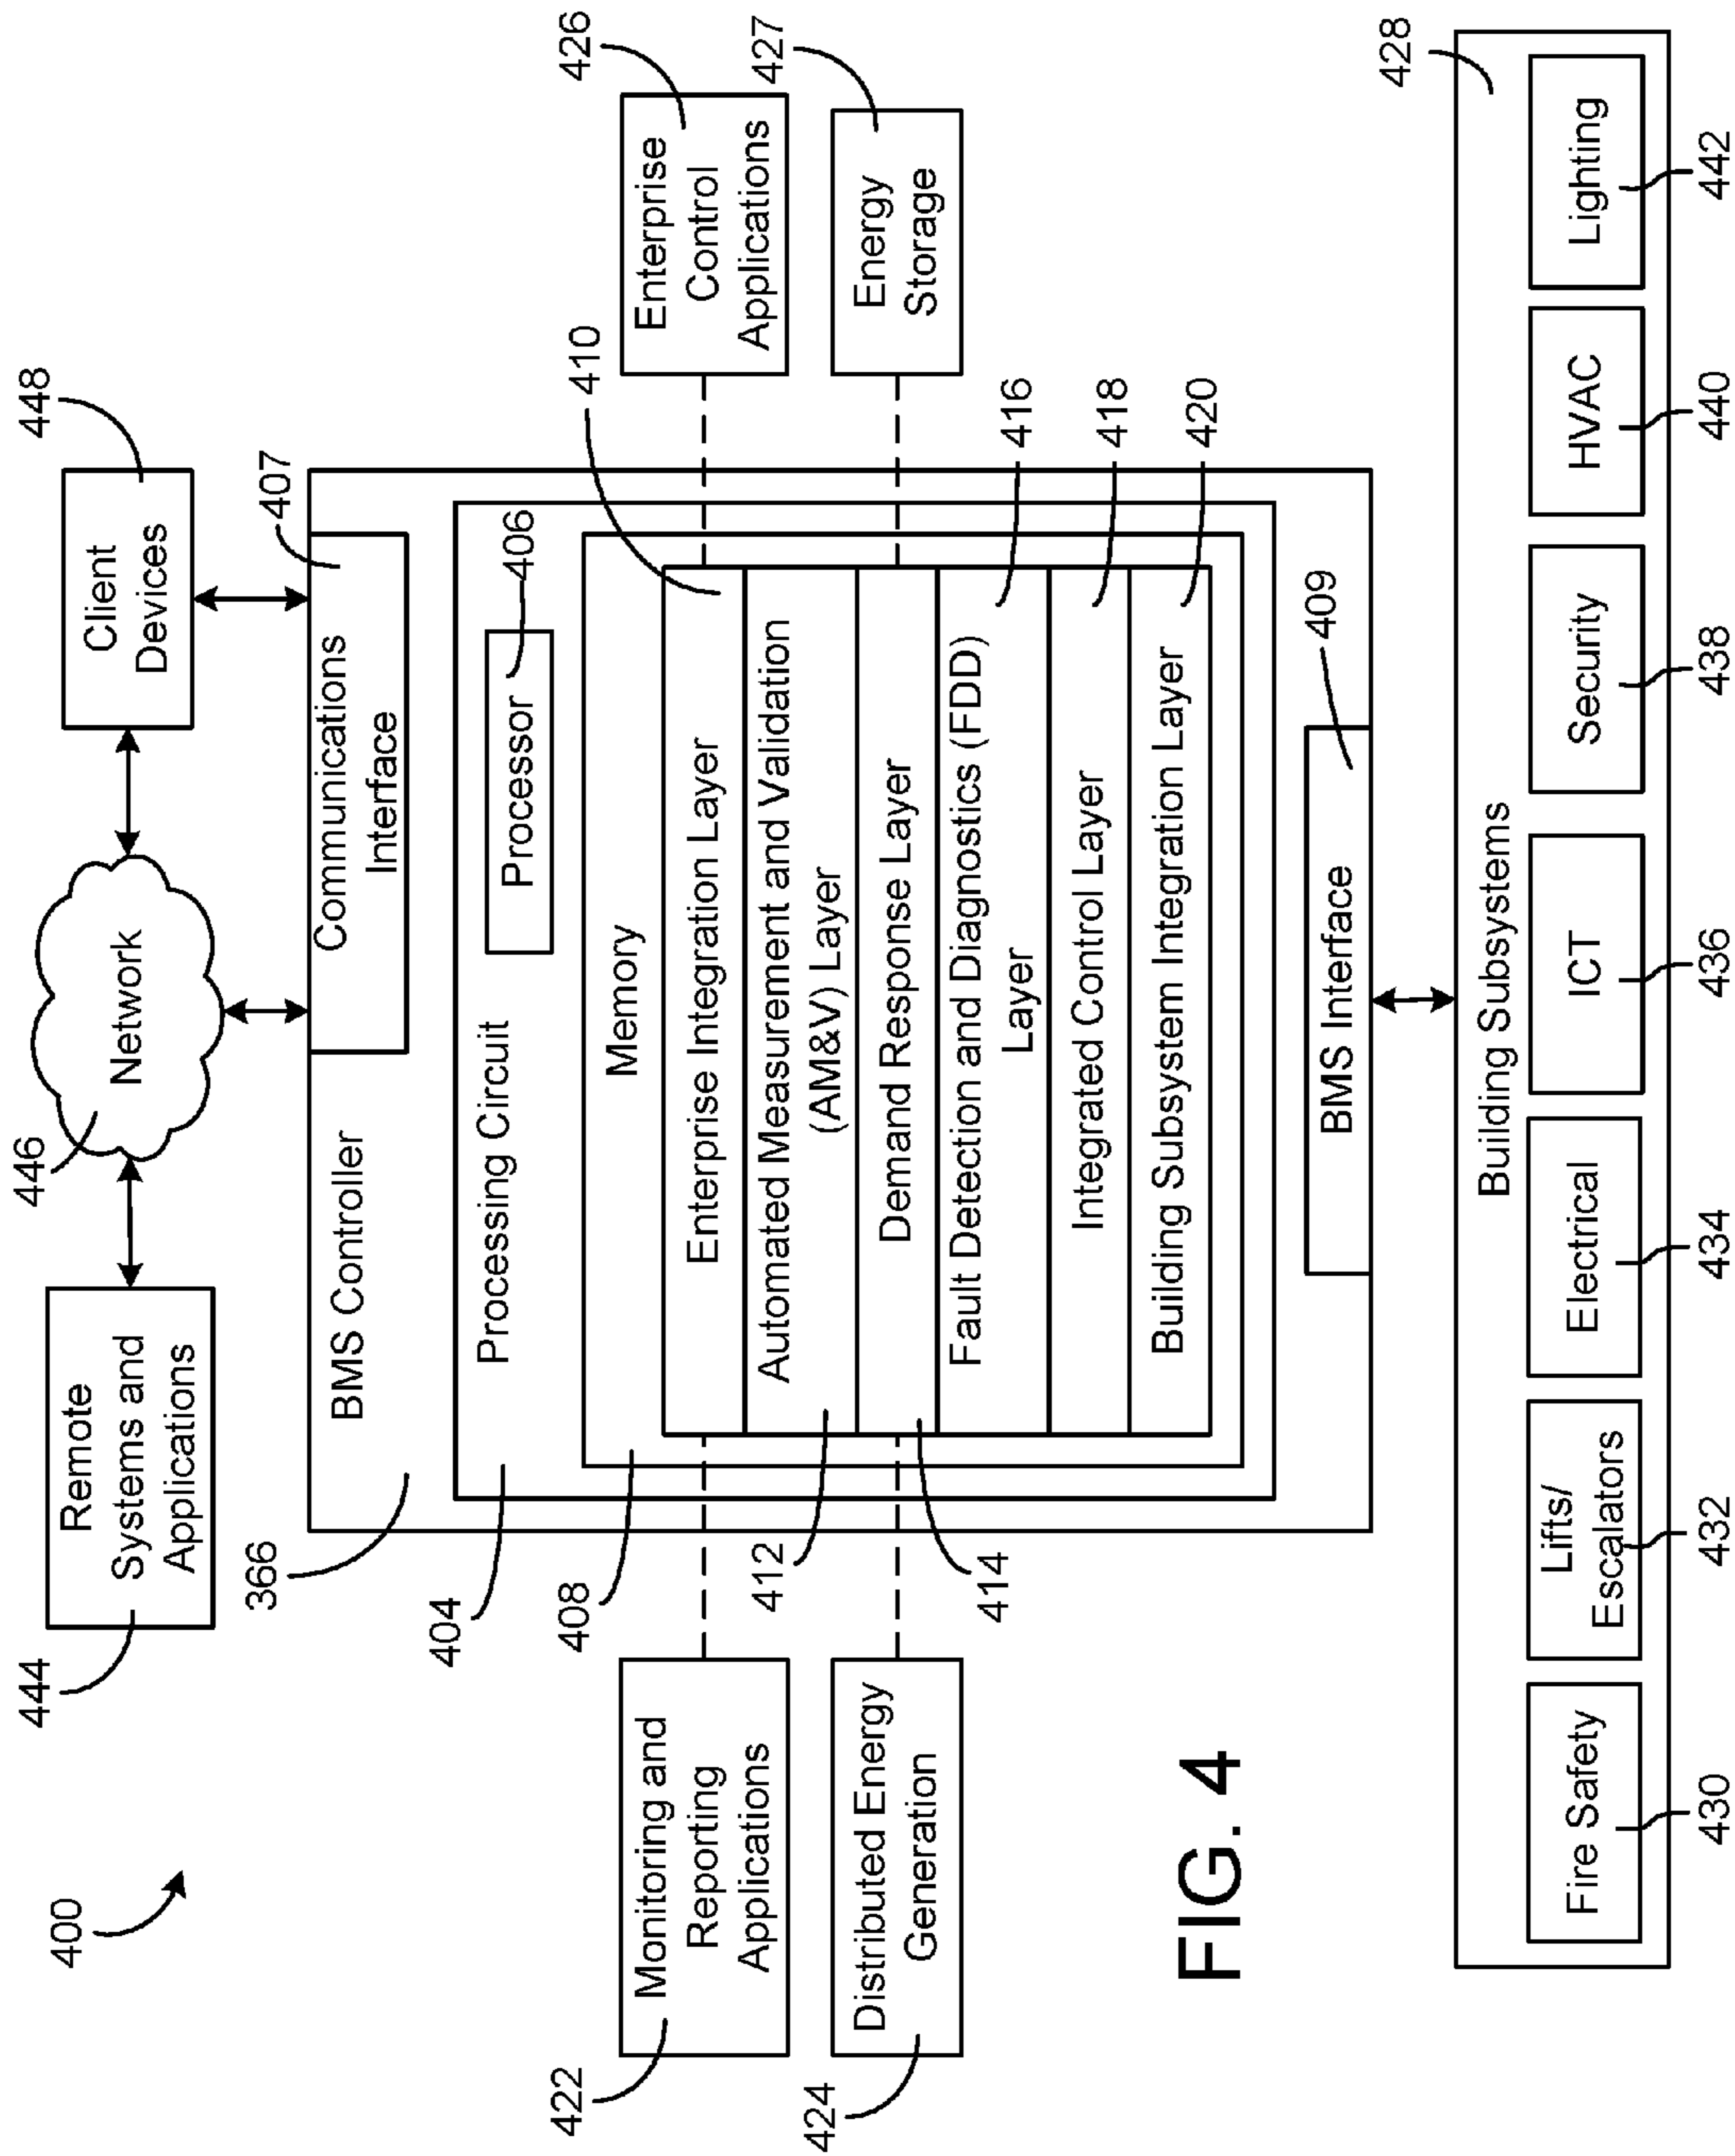 400
444
Remote
Systems and
Applications
446
Network
Client
Devices
448
366
BMS Controller
Communications
Interface
407
404
Processing Circuit
Processor
406
408
Memory
410
Enterprise Integration Layer
Automated Measurement and Validation
(AM&V) Layer
412
Demand Response Layer
414
Fault Detection and Diagnostics (FDD)
Layer
416
Integrated Control Layer
418
Building Subsystem Integration Layer
420
BMS Interface
409
422
Monitoring and
Reporting
Applications
424
Distributed Energy
Generation
Enterprise
Control
Applications
426
Energy
Storage
427
FIG. 4
Building Subsystems
428
Fire Safety
Lifts/
Escalators
Electrical
ICT
Security
HVAC
Lighting
430
432
434
436
438
440
442